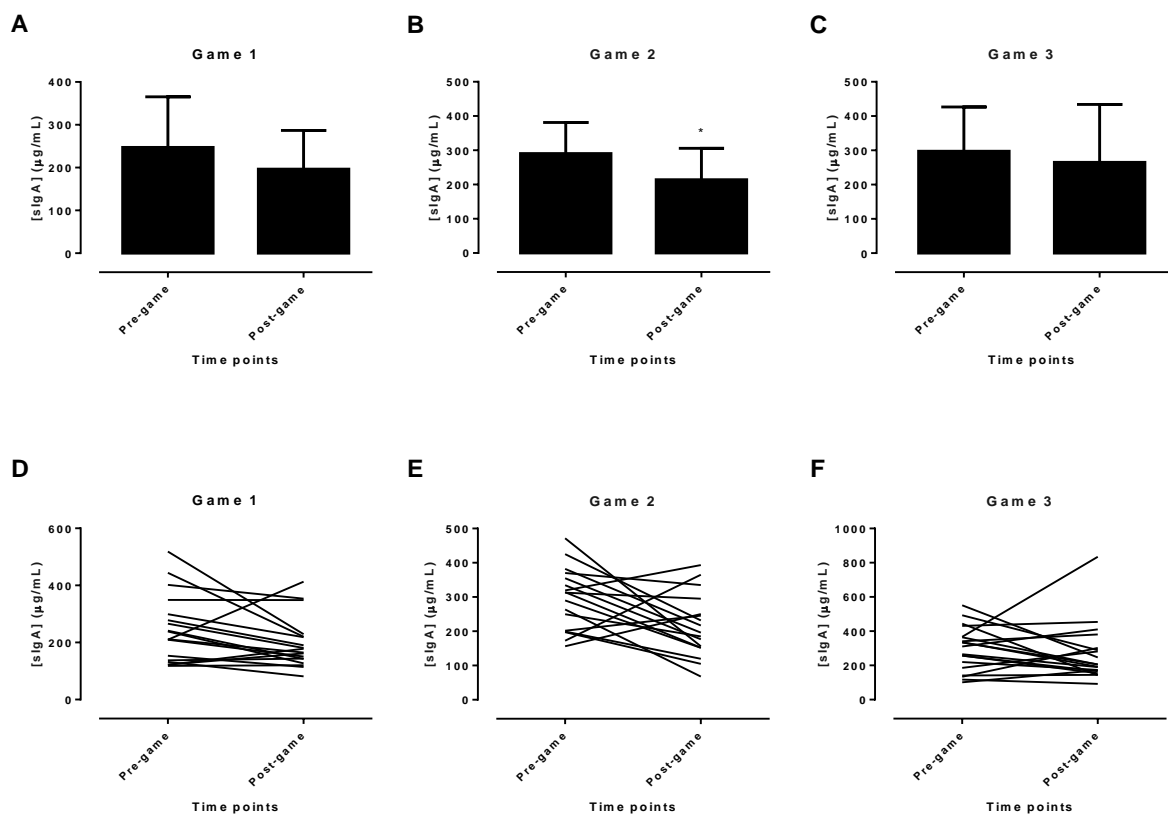 A
Game 1
[sIgA] (µg/mL)
400
300
200
100
0
Pre-game
Post-game
Time points
B
Game 2
[sIgA] (µg/mL)
500
400
300
200
100
0
*
Pre-game
Post-game
Time points
C
Game 3
[sIgA] (µg/mL)
500
400
300
200
100
0
Pre-game
Post-game
Time points
D
Game 1
[sIgA] (µg/mL)
600
400
200
0
Pre-game
Post-game
Time points
E
Game 2
[sIgA] (µg/mL)
500
400
300
200
100
0
Pre-game
Post-game
Time points
F
Game 3
[sIgA] (µg/mL)
1000
800
600
400
200
0
Pre-game
Post-game
Time points